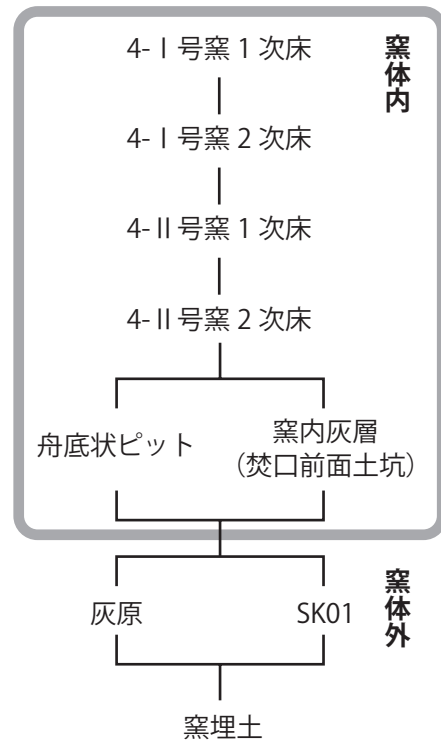 4-Ⅰ号窯 1 次床
窯体内
4-Ⅰ号窯 2 次床
4-Ⅱ号窯 1 次床
4-Ⅱ号窯 2 次床
舟底状ピット
窯内灰層
（焚口前面土坑）
窯体外
灰原
SK01
窯埋土